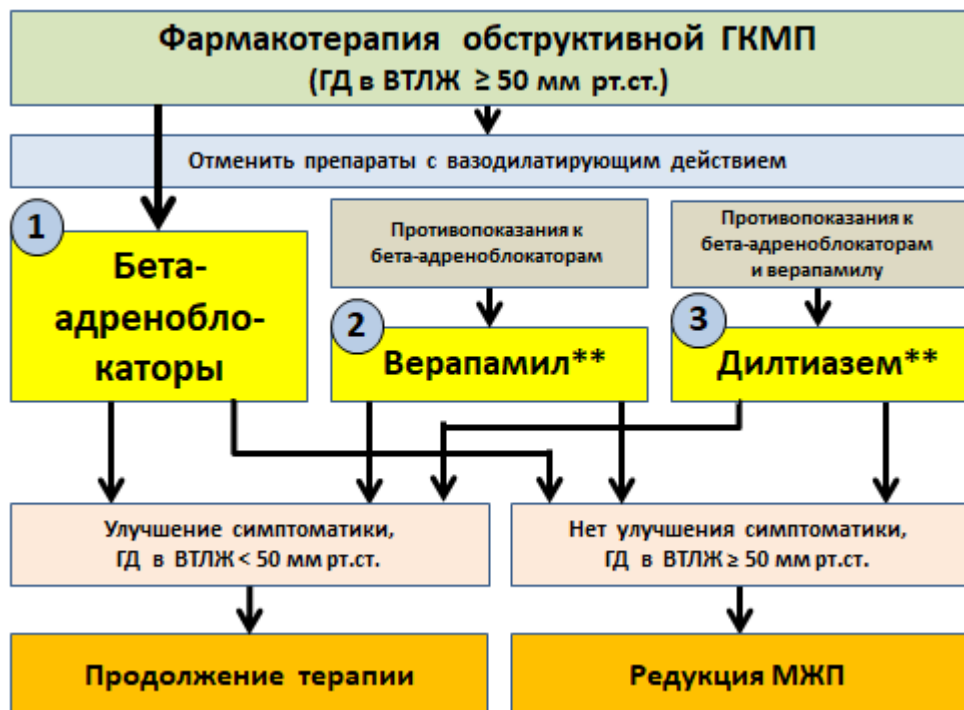 Фармакотерапия обструктивной ГКМП
(ГД в ВТЛЖ ≥ 50 мм рт.ст.)
Отменить препараты с вазодилатирующим действием
1
Бета-
адренобло-
каторы
Противопоказания к
бета-адреноблокаторам
2
Верапамил**
Противопоказания к
бета-адреноблокаторам
и верапамилу
3
Дилтиазем**
Улучшение симптоматики,
ГД в ВТЛЖ < 50 мм рт.ст.
Нет улучшения симптоматики,
ГД в ВТЛЖ ≥ 50 мм рт.ст.
Продолжение терапии
Редукция МЖП